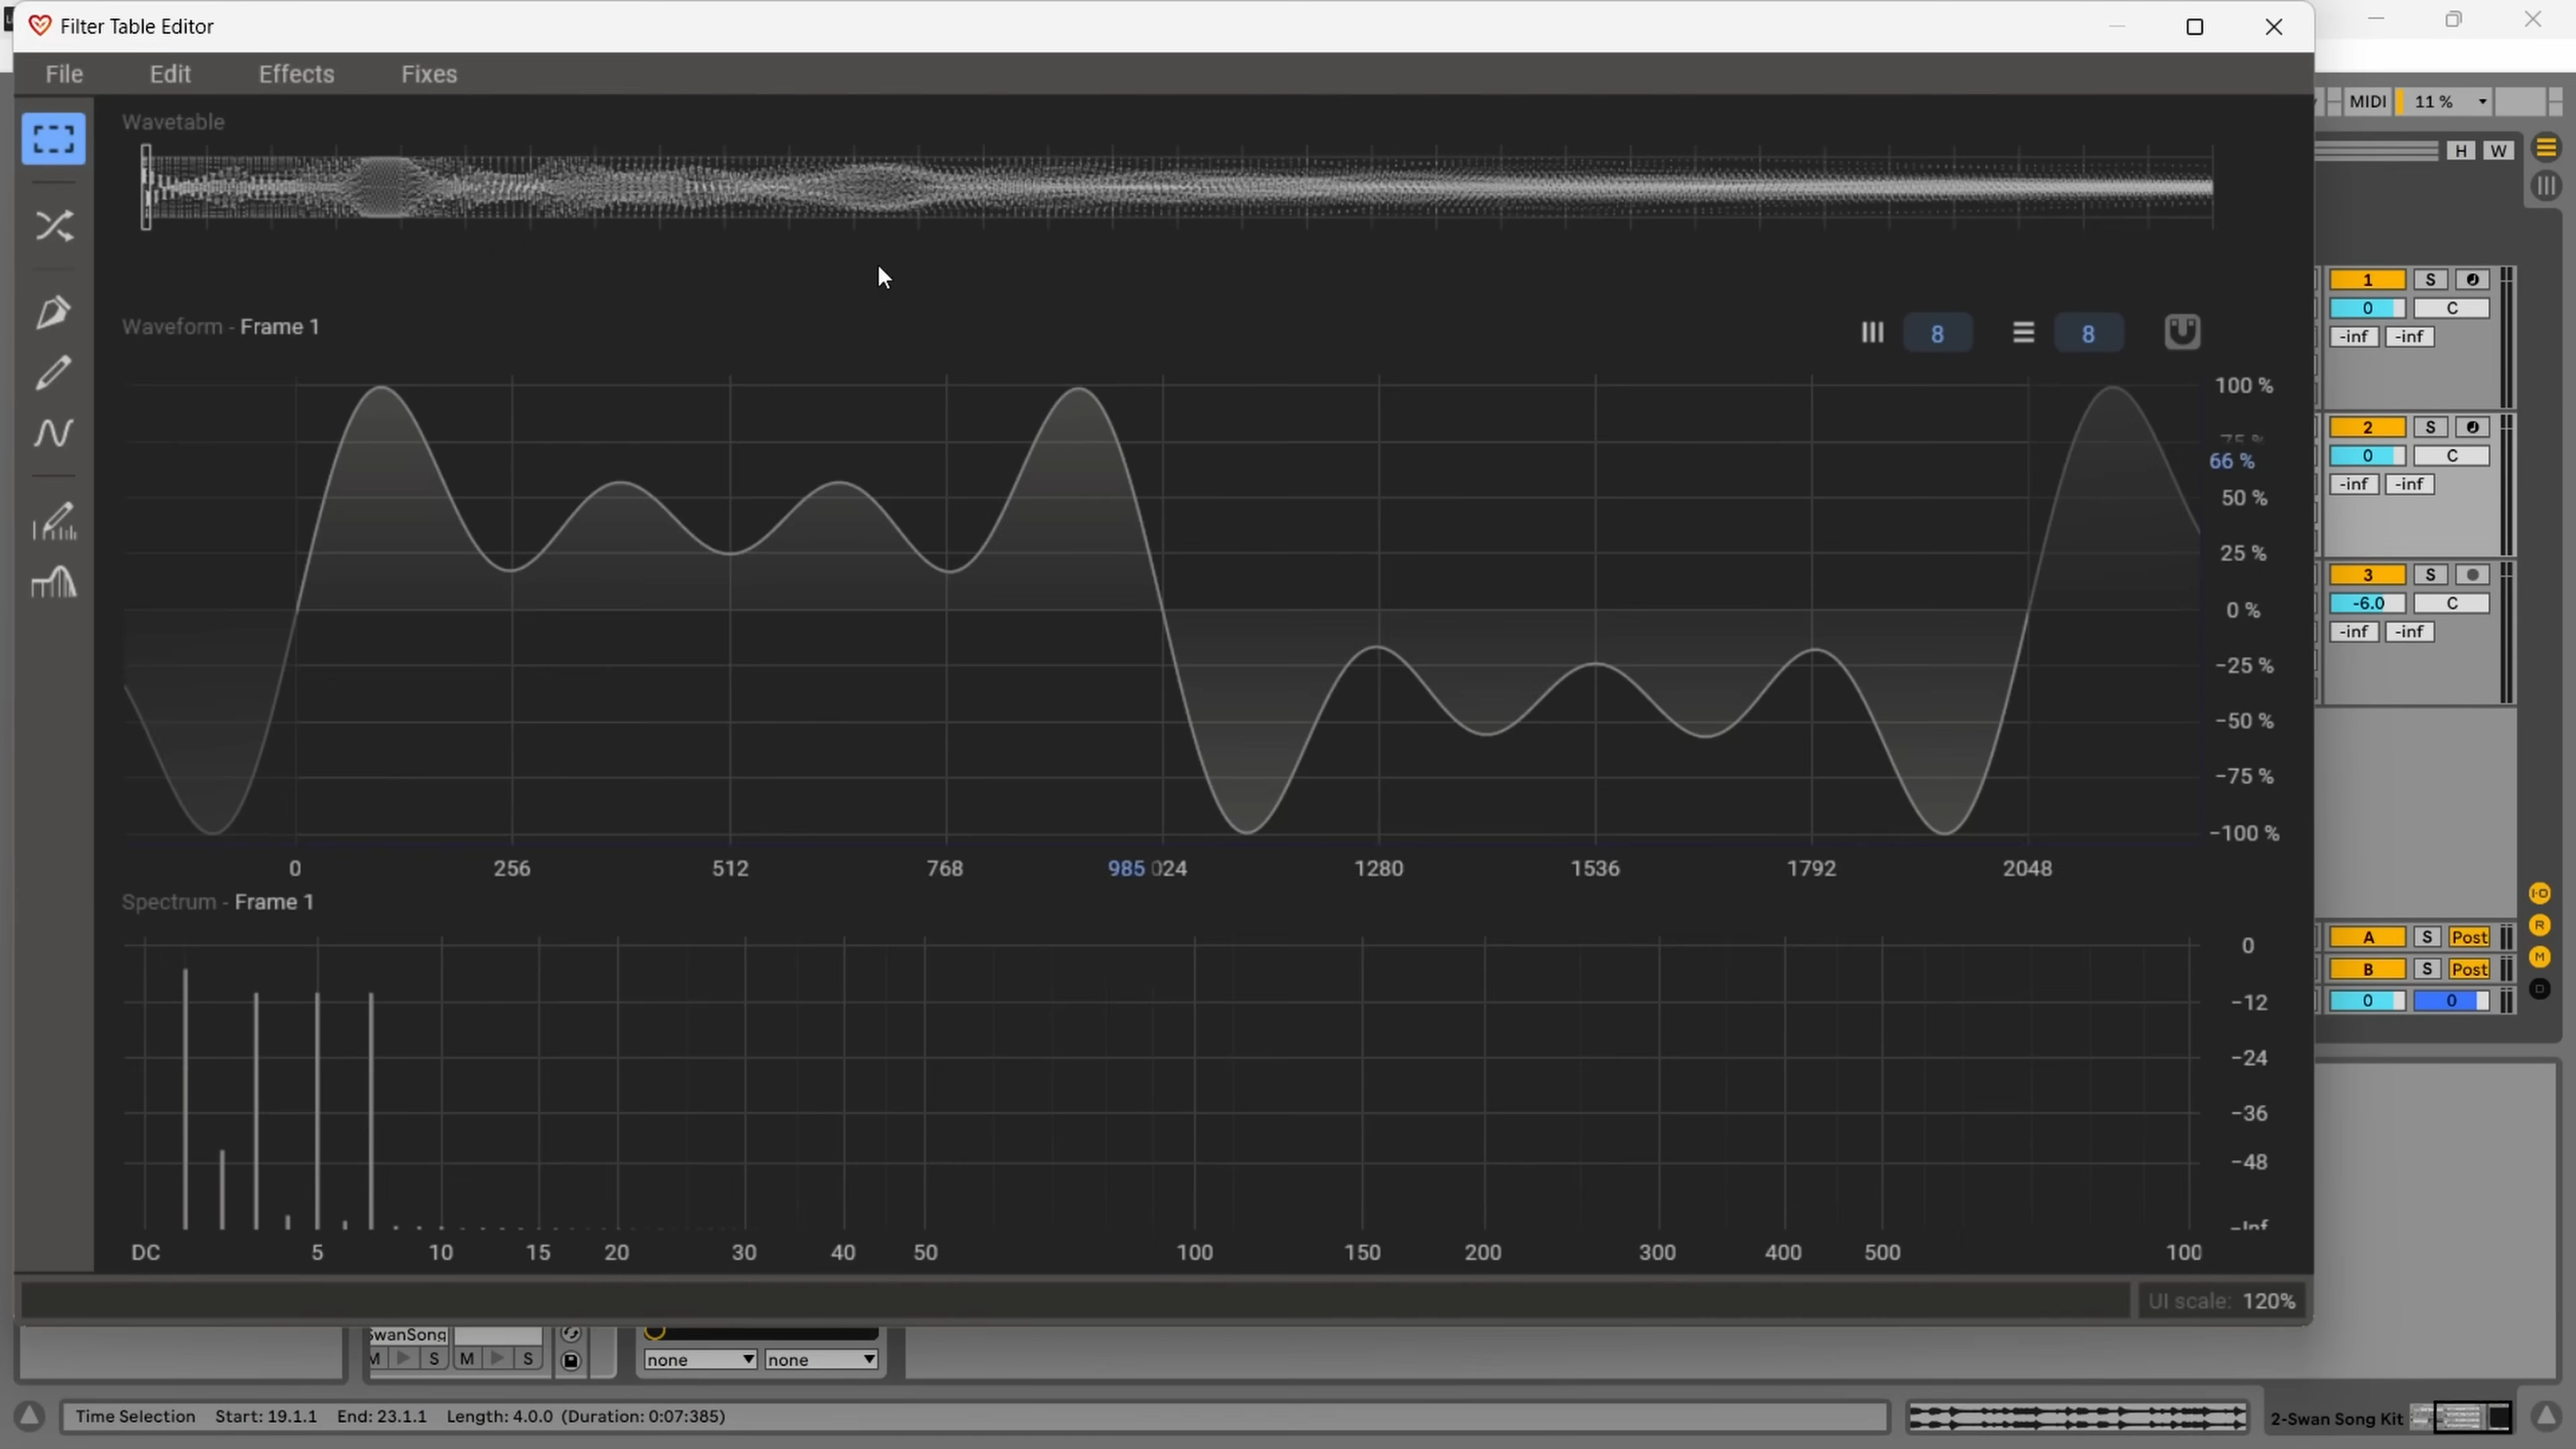 Filter Table Editor
File Edit Effects Fixes
MIDI 11 %
Wavetable
H W
Waveform - Frame 1
8 8
1 S
0 C
-inf -inf
2 S
0 C
-inf -inf
3 S
-6.0 C
-inf -inf
100 %
75 %
66 %
50 %
25 %
0 %
-25 %
-50 %
-75 %
-100 %
0 256 512 768 985 024 1280 1536 1792 2048
Spectrum - Frame 1
I-O
R
M
D
A S Post
B S Post
0 0
0
-12
-24
-36
-48
-Inf
DC 5 10 15 20 30 40 50 100 150 200 300 400 500 100
UI scale: 120%
SwanSong
M S M S
none none
Time Selection Start: 19.1.1 End: 23.1.1 Length: 4.0.0 (Duration: 0:07:385)
2-Swan Song Kit